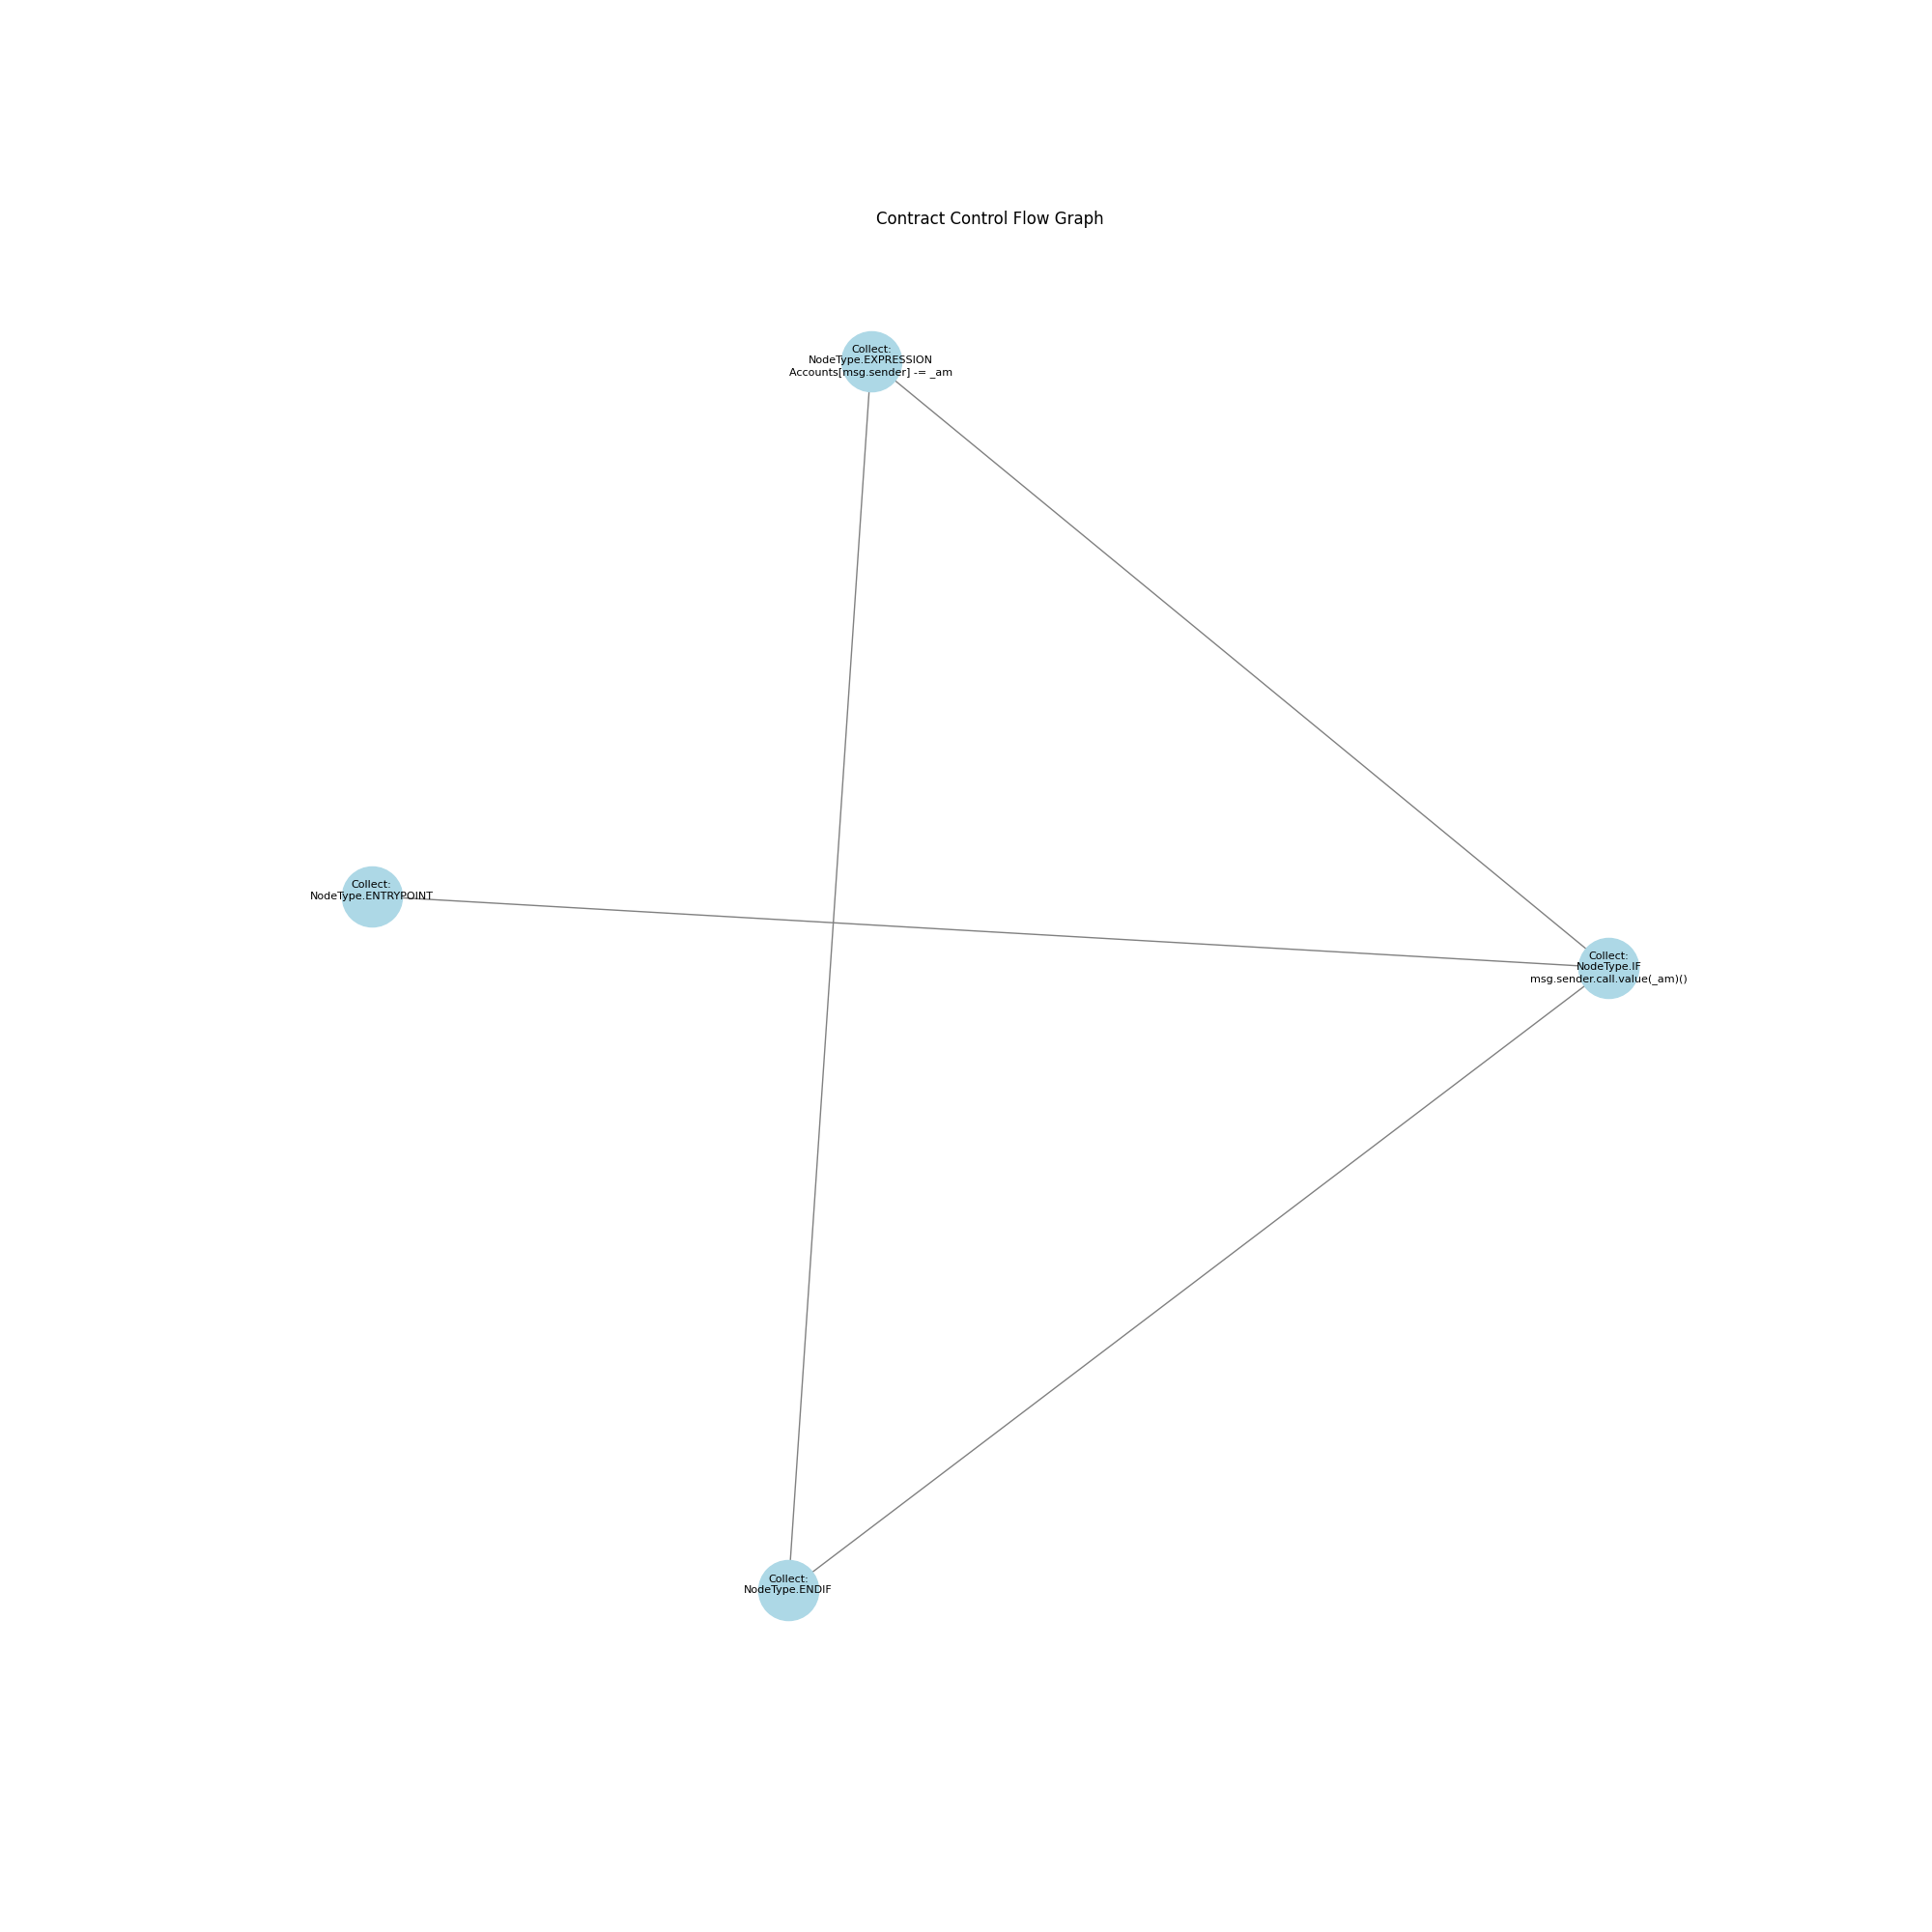 Contract Control Flow Graph
Collect:
NodeType.EXPRESSION
Accounts[msg.sender] -= _am
Collect:
NodeType.ENTRYPOINT
Collect:
NodeType.IF
msg.sender.call.value(_am)()
Collect:
NodeType.ENDIF